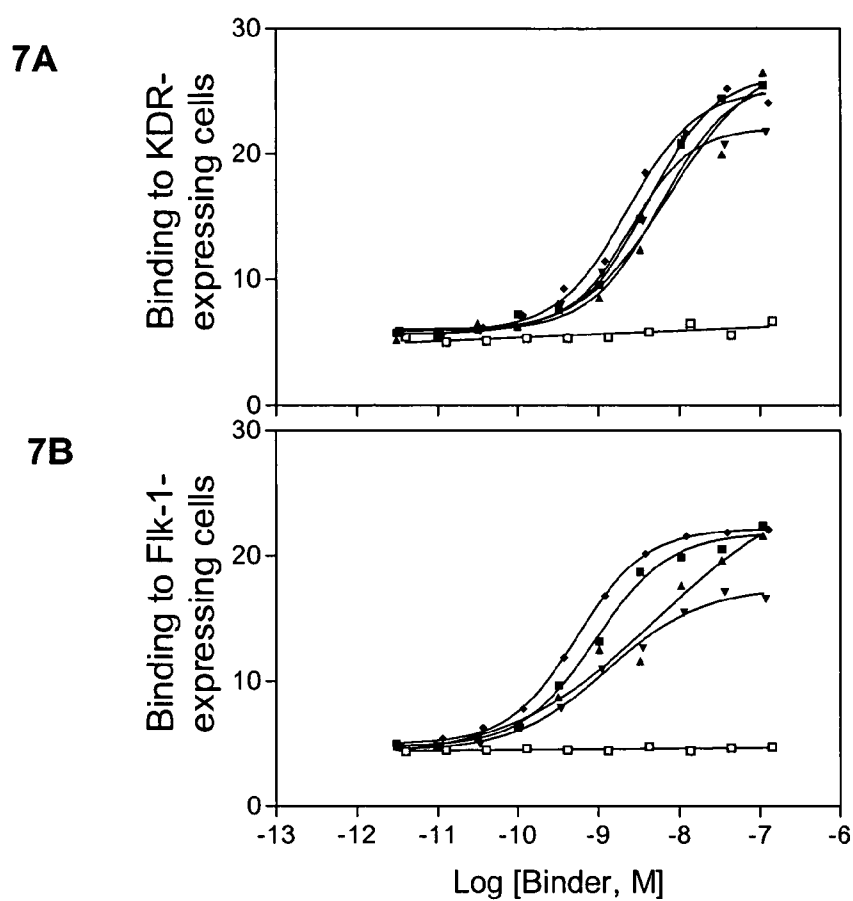 7A
Binding to KDR-
expressing cells
30
20
10
0
7B
Binding to Flk-1-
expressing cells
30
20
10
0
-13 -12 -11 -10 -9 -8 -7 -6
Log [Binder, M]